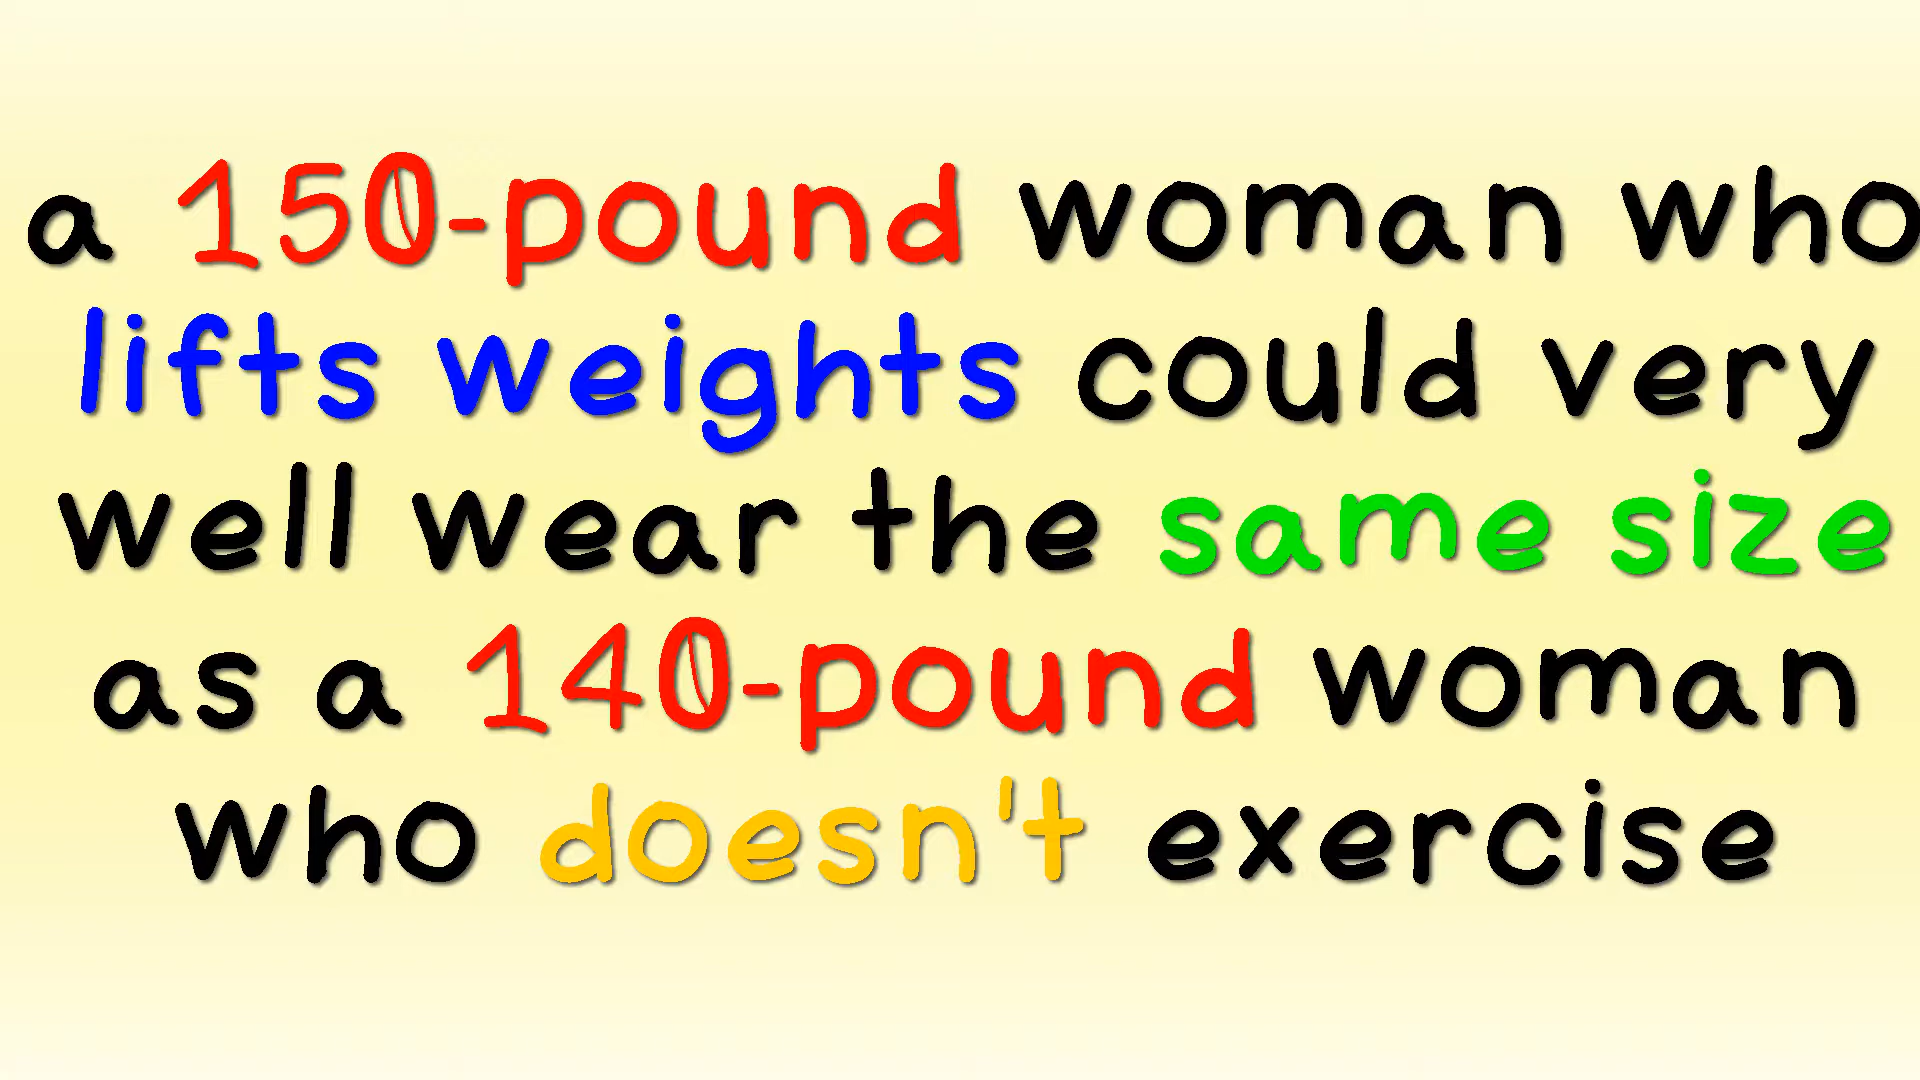 a 150-pound woman who
lifts weights could very
well wear the same size
as a 140-pound woman
who doesn't exercise